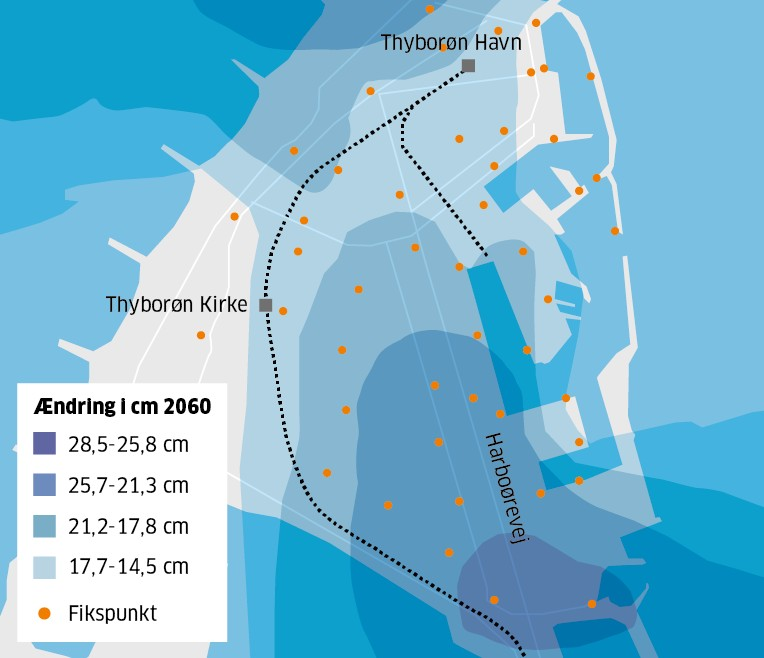 Thyborøn Havn
Thyborøn Kirke
Harboørevej
Ændring i cm 2060
28,5-25,8 cm
25,7-21,3 cm
21,2-17,8 cm
17,7-14,5 cm
Fikspunkt